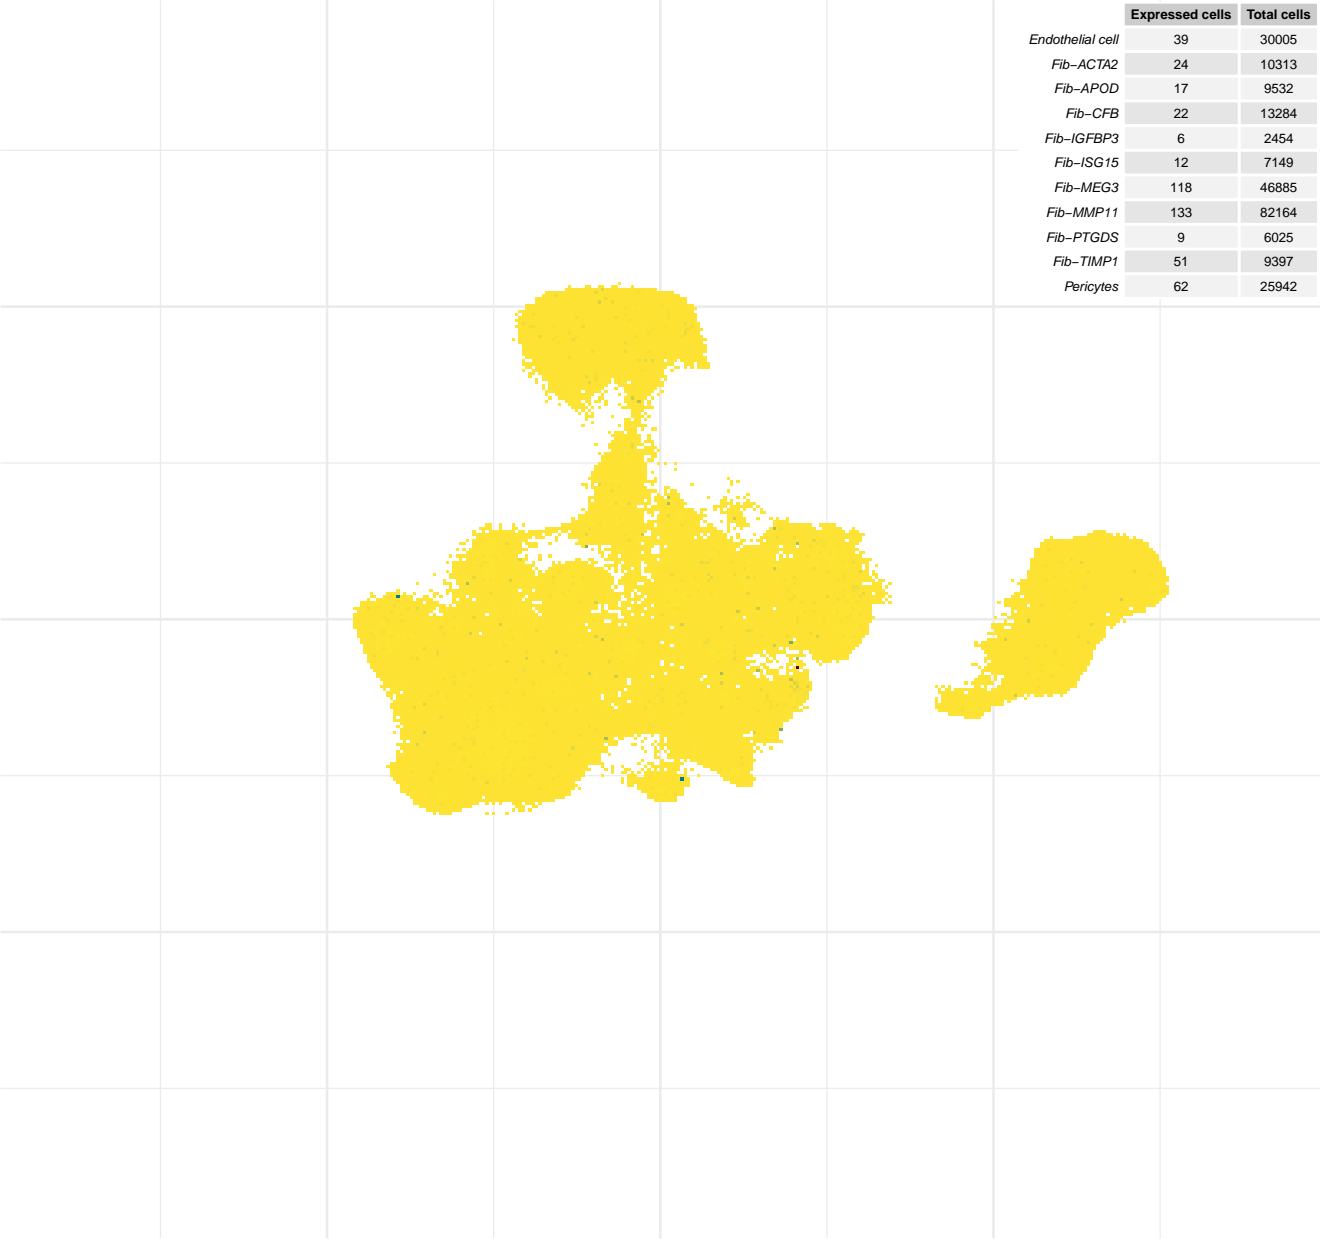 Expressed cells Total cells
Endothelial cell 39 30005
Fib−ACTA2 24 10313
Fib−APOD 17 9532
Fib−CFB 22 13284
Fib−IGFBP3 6 2454
Fib−ISG15 12 7149
Fib−MEG3 118 46885
Fib−MMP11 133 82164
Fib−PTGDS 9 6025
Fib−TIMP1 51 9397
Pericytes 62 25942